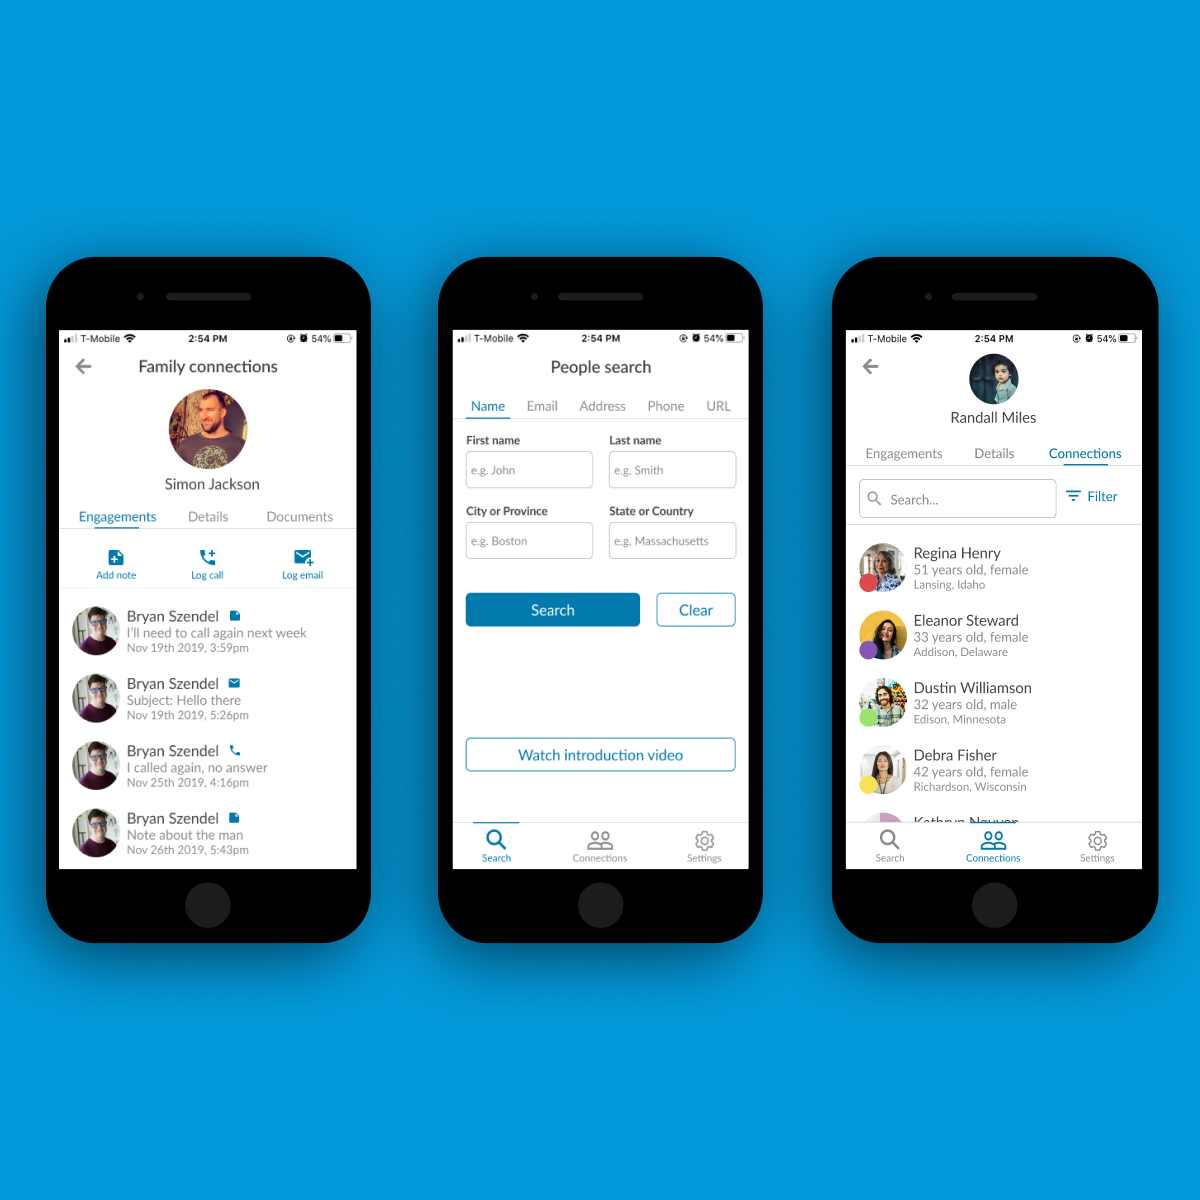 T-Mobile 2:54 PM 54%
Family connections
Simon Jackson
Engagements Details Documents
Add note Log call Log email
Bryan Szendel
I'll need to call again next week
Nov 19th 2019, 3:59pm
Bryan Szendel
Subject: Hello there
Nov 19th 2019, 5:26pm
Bryan Szendel
I called again, no answer
Nov 25th 2019, 4:16pm
Bryan Szendel
Note about the man
Nov 26th 2019, 5:43pm
T-Mobile 2:54 PM 54%
People search
Name Email Address Phone URL
First name Last name
e.g. John e.g. Smith
City or Province State or Country
e.g. Boston e.g. Massachusetts
Search Clear
Watch introduction video
Search Connections Settings
T-Mobile 2:54 PM 54%
Randall Miles
Engagements Details Connections
Search... Filter
Regina Henry
51 years old, female
Lansing, Idaho
Eleanor Steward
33 years old, female
Addison, Delaware
Dustin Williamson
32 years old, male
Edison, Minnesota
Debra Fisher
42 years old, female
Richardson, Wisconsin
Search Connections Settings